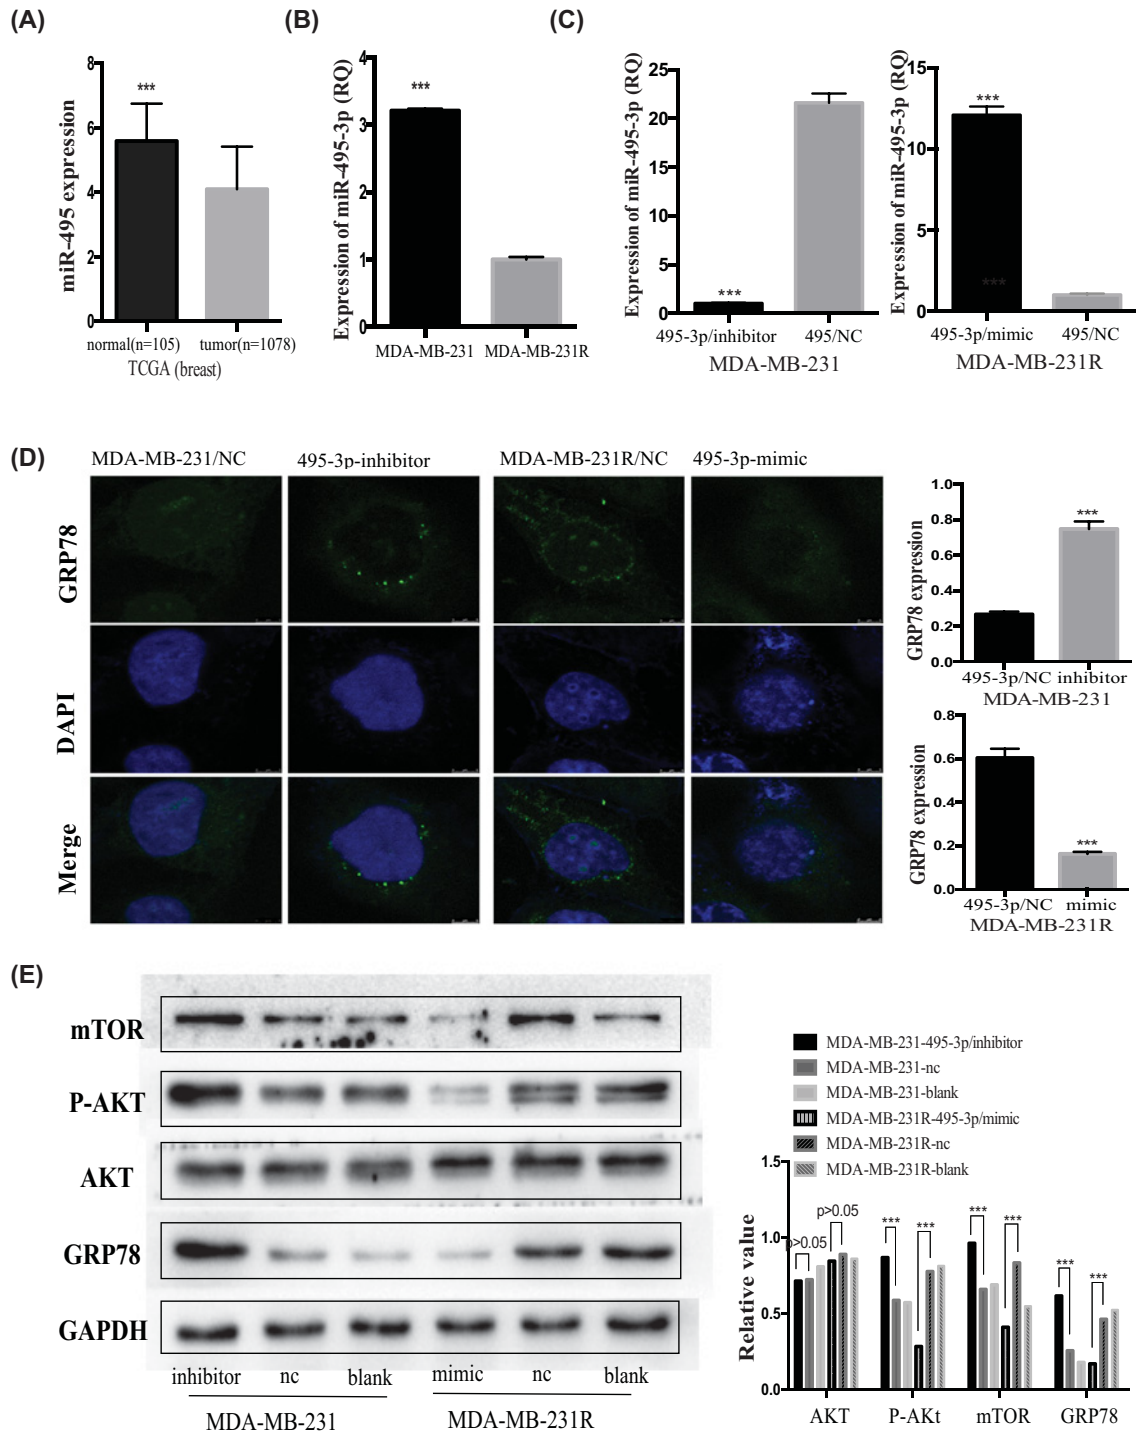 (A)
miR-495 expression
8
6
4
2
0
***
normal(n=105) tumor(n=1078)
TCGA (breast)
(B)
Expression of miR-495-3p (RQ)
4
3
2
1
0
***
MDA-MB-231 MDA-MB-231R
(C)
Expression of miR-495-3p (RQ)
25
20
15
10
5
0
***
495-3p/inhibitor 495/NC
MDA-MB-231
Expression of miR-495-3p (RQ)
15
10
5
0
***
***
495-3p/mimic 495/NC
MDA-MB-231R
(D)
MDA-MB-231/NC 495-3p-inhibitor MDA-MB-231R/NC 495-3p-mimic
GRP78
DAPI
Merge
GRP78 expression
1.0
0.8
0.6
0.4
0.2
0.0
***
495-3p/NC inhibitor
MDA-MB-231
GRP78 expression
0.8
0.6
0.4
0.2
0.0
***
495-3p/NC mimic
MDA-MB-231R
(E)
mTOR
P-AKT
AKT
GRP78
GAPDH
inhibitor nc blank mimic nc blank
MDA-MB-231 MDA-MB-231R
MDA-MB-231-495-3p/inhibitor
MDA-MB-231-nc
MDA-MB-231-blank
MDA-MB-231R-495-3p/mimic
MDA-MB-231R-nc
MDA-MB-231R-blank
Relative value
1.5
1.0
0.5
0.0
p>0.05
p>0.05
***
***
***
***
***
***
AKT P-AKt mTOR GRP78